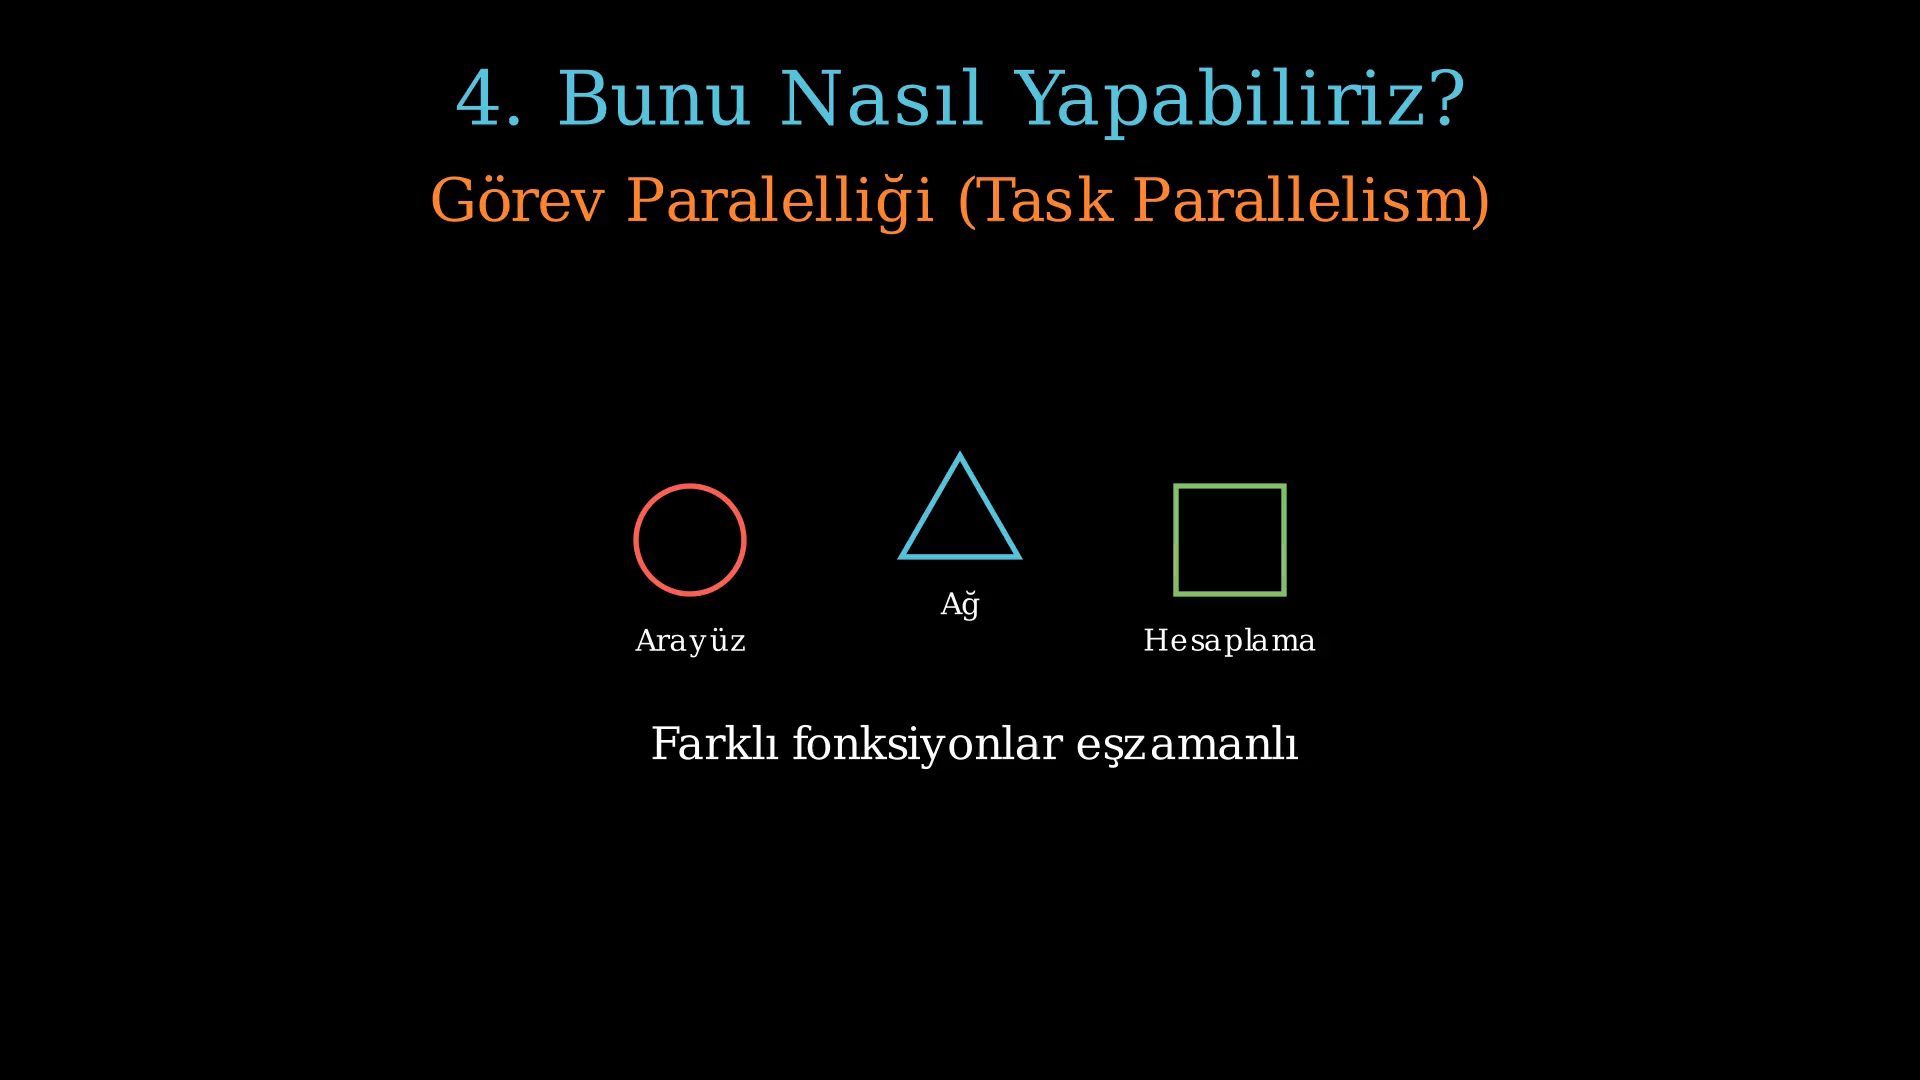 4. Bunu Nasıl Yapabiliriz?
Görev Paralelliği (Task Parallelism)
Arayüz
Ağ
Hesaplama
Farklı fonksiyonlar eşzamanlı